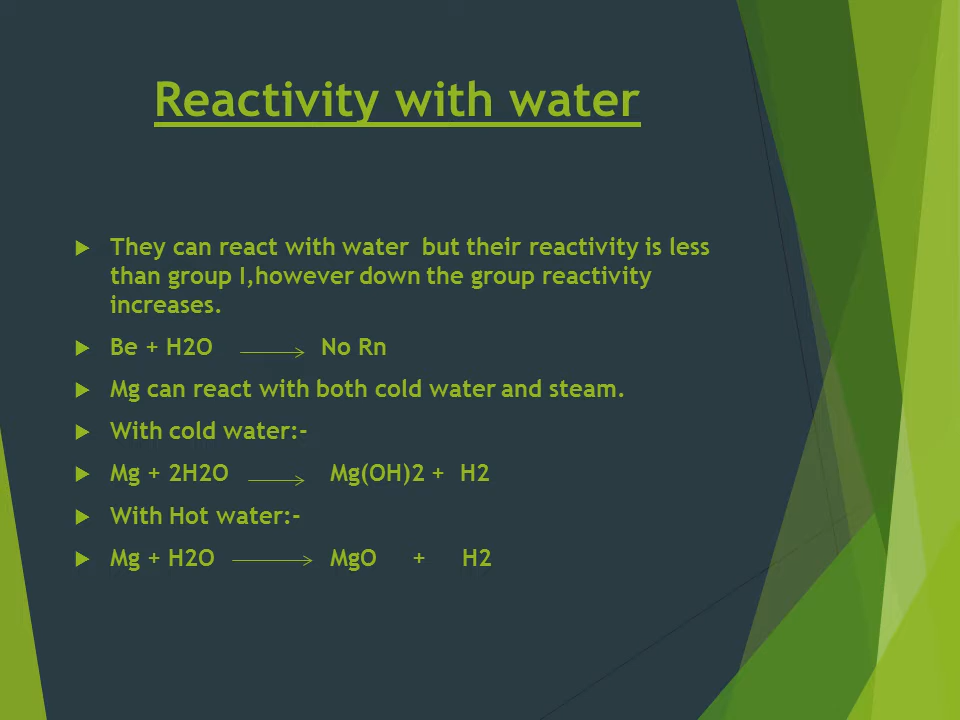 Reactivity with water
They can react with water but their reactivity is less
than group I,however down the group reactivity
increases.
Be + H2O No Rn
Mg can react with both cold water and steam.
With cold water:-
Mg + 2H2O Mg(OH)2 + H2
With Hot water:-
Mg + H2O MgO + H2